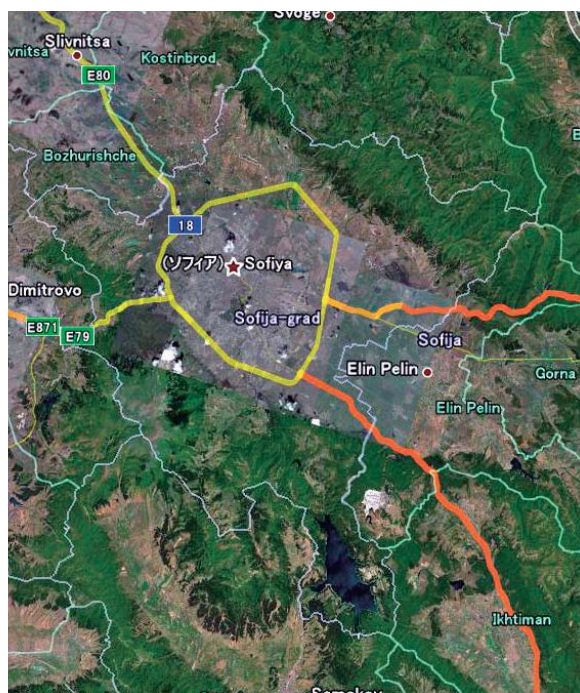 Svoge
Slivnitsa
vnitsa
Kostinbrod
E80
Bozhurishche
18
(ソフィア) Sofiya
Dimitrovo
Sofija-grad
E871
E79
Sofija
Elin Pelin
Gorna
Elin Pelin
Ikhtiman